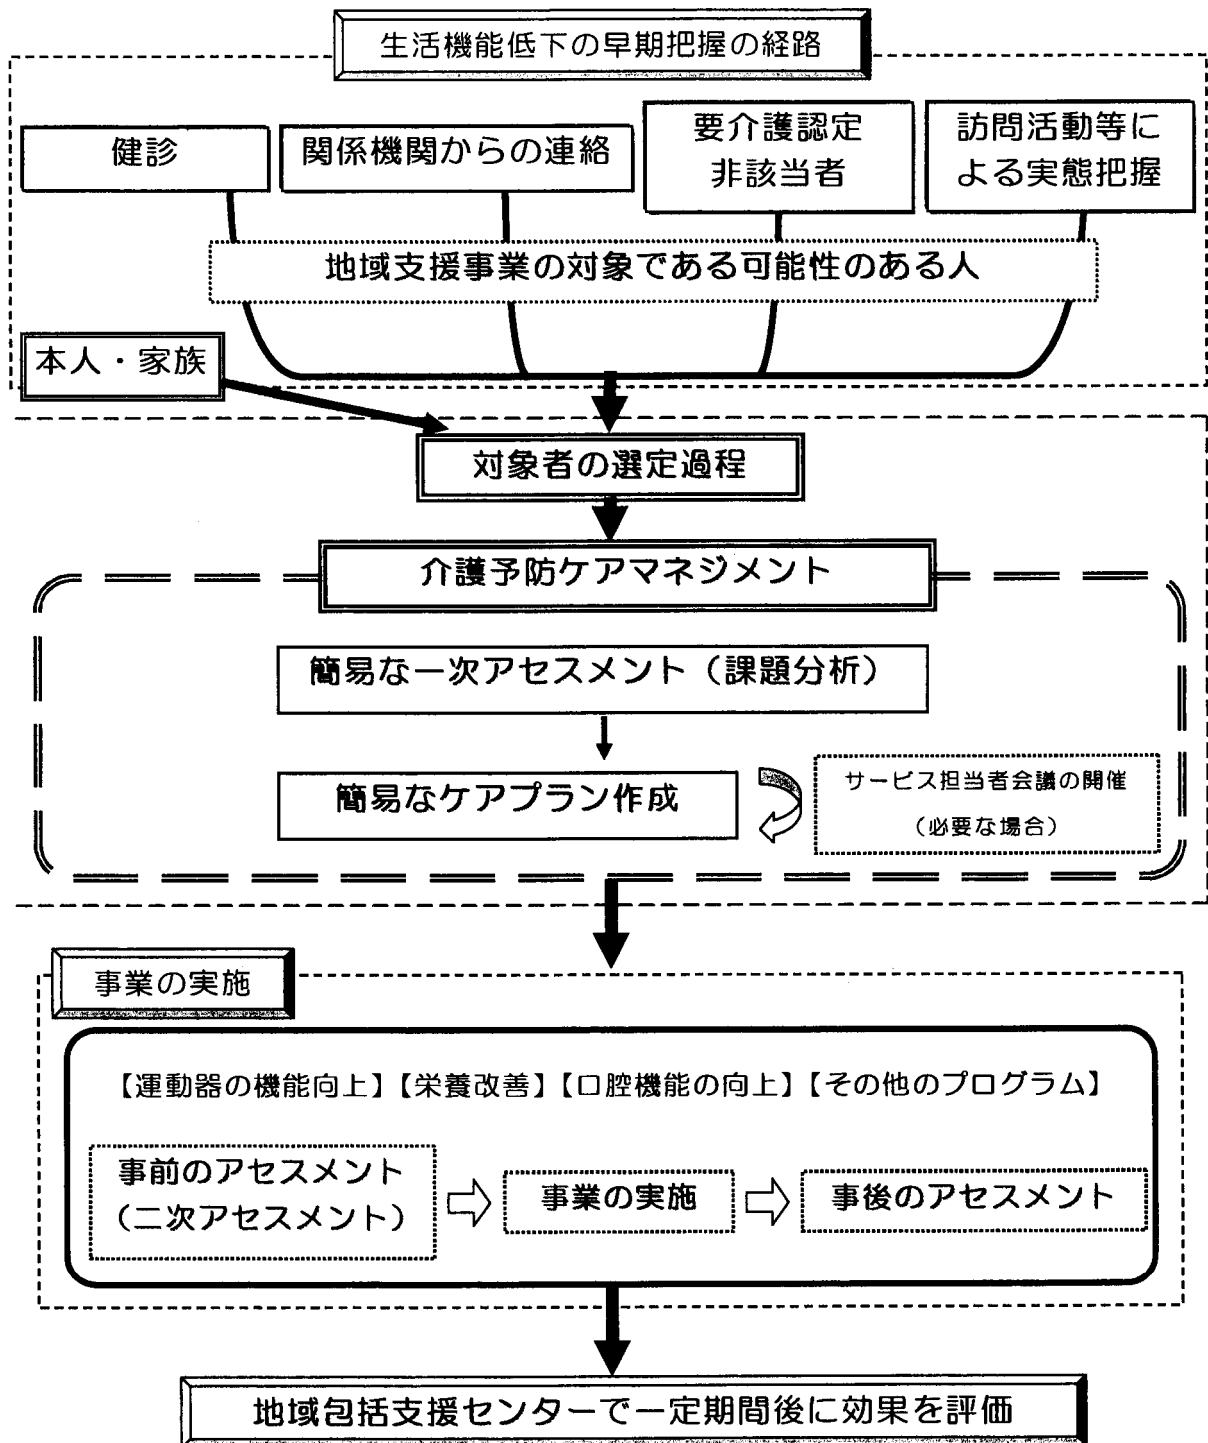 生活機能低下の早期把握の経路
健診
関係機関からの連絡
要介護認定
非該当者
訪問活動等に
よる実態把握
地域支援事業の対象である可能性のある人
本人・家族
対象者の選定過程
介護予防ケアマネジメント
簡易な一次アセスメント（課題分析）
簡易なケアプラン作成
サービス担当者会議の開催
（必要な場合）
事業の実施
【運動器の機能向上】【栄養改善】【口腔機能の向上】【その他のプログラム】
事前のアセスメント
（二次アセスメント）
事業の実施
事後のアセスメント
地域包括支援センターで一定期間後に効果を評価